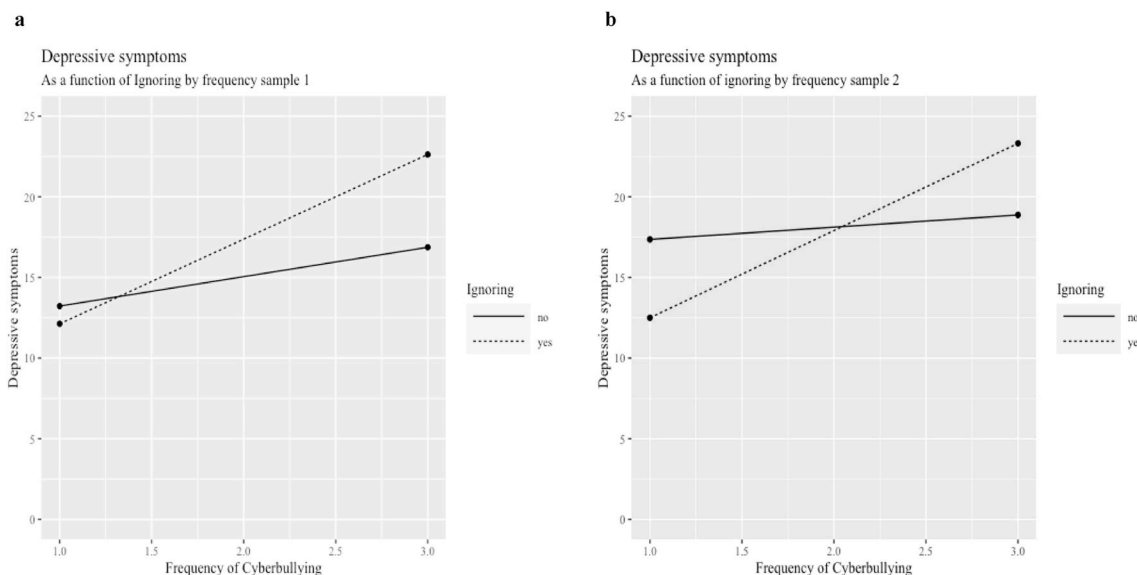 a
Depressive symptoms
As a function of Ignoring by frequency sample 1
25
20
15
10
5
0
Depressive symptoms
1.0 1.5 2.0 2.5 3.0
Frequency of Cyberbullying
Ignoring
no
yes
b
Depressive symptoms
As a function of ignoring by frequency sample 2
25
20
15
10
5
0
Depressive symptoms
1.0 1.5 2.0 2.5 3.0
Frequency of Cyberbullying
Ignoring
no
ye